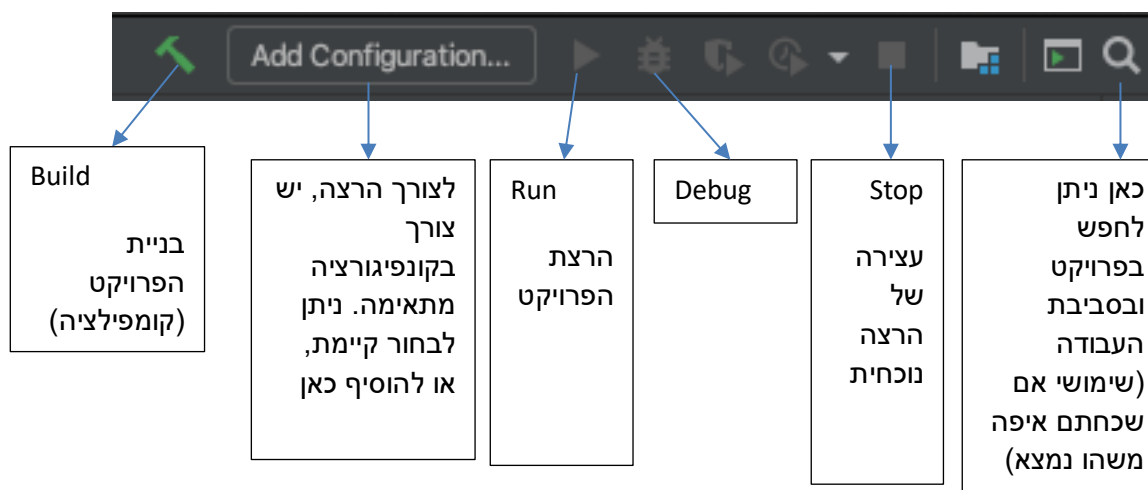 Add Configuration...
Build
בניית
הפרויקט
(קומפילציה)
לצורך הרצה, יש
צורך
בקונפיגורציה
מתאימה. ניתן
לבחור קיימת,
או להוסיף כאן
Run
הרצת
הפרויקט
Debug
Stop
עצירה
של
הרצה
נוכחית
כאן ניתן
לחפש
בפרויקט
ובסביבת
העבודה
(שימושי אם
שכחתם איפה
משהו נמצא)